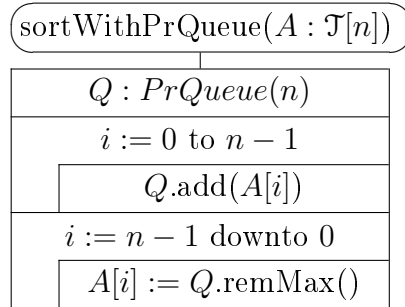 sortWithPrQueue(A : 𝒯[n])
Q : PrQueue(n)
i := 0 to n − 1
Q.add(A[i])
i := n − 1 downto 0
A[i] := Q.remMax()